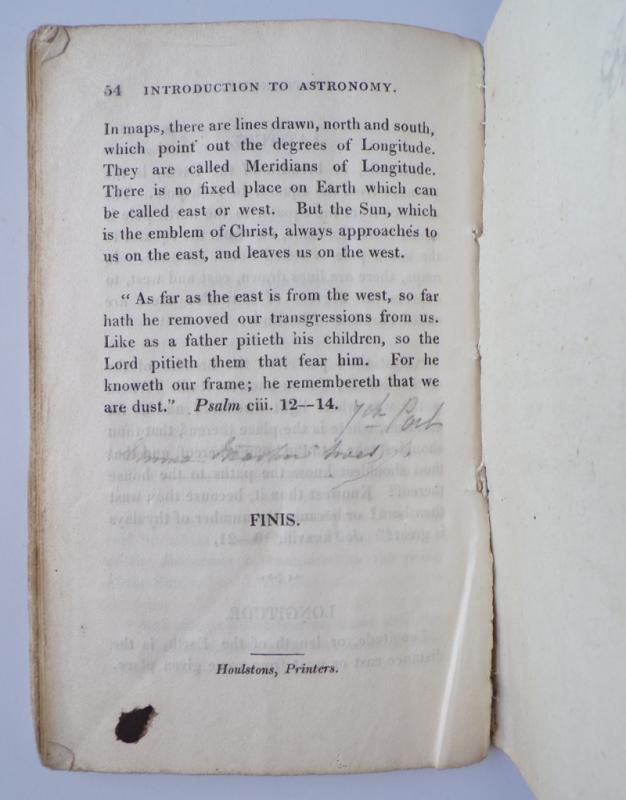 54 INTRODUCTION TO ASTRONOMY.
In maps, there are lines drawn, north and south,
which point out the degrees of Longitude.
They are called Meridians of Longitude.
There is no fixed place on Earth which can
be called east or west. But the Sun, which
is the emblem of Christ, always approaches to
us on the east, and leaves us on the west.
“ As far as the east is from the west, so far
hath he removed our transgressions from us.
Like as a father pitieth his children, so the
Lord pitieth them that fear him. For he
knoweth our frame; he remembereth that we
are dust.” Psalm ciii. 12--14.
FINIS.
Houlstons, Printers.